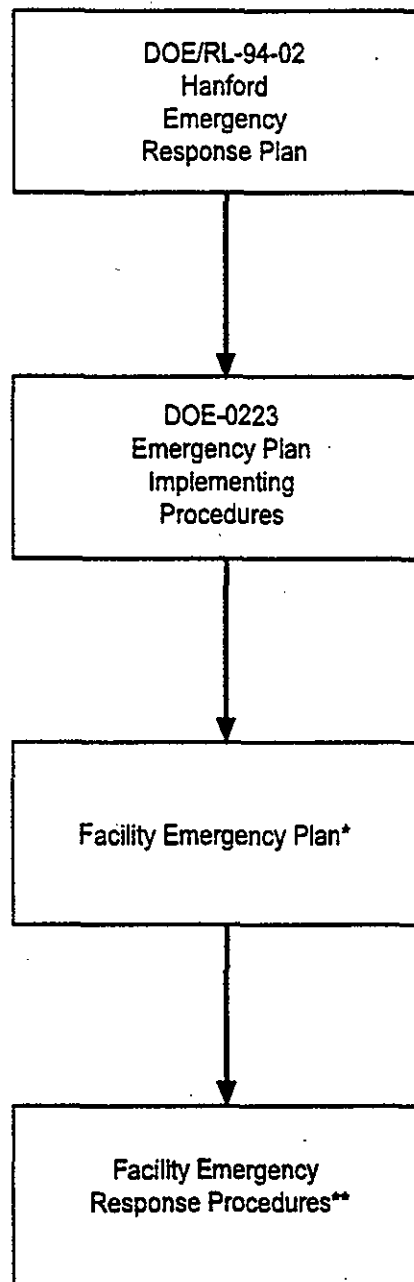 DOE/RL-94-02
Hanford
Emergency
Response Plan
DOE-0223
Emergency Plan
Implementing
Procedures
Facility Emergency Plan*
Facility Emergency
Response Procedures**